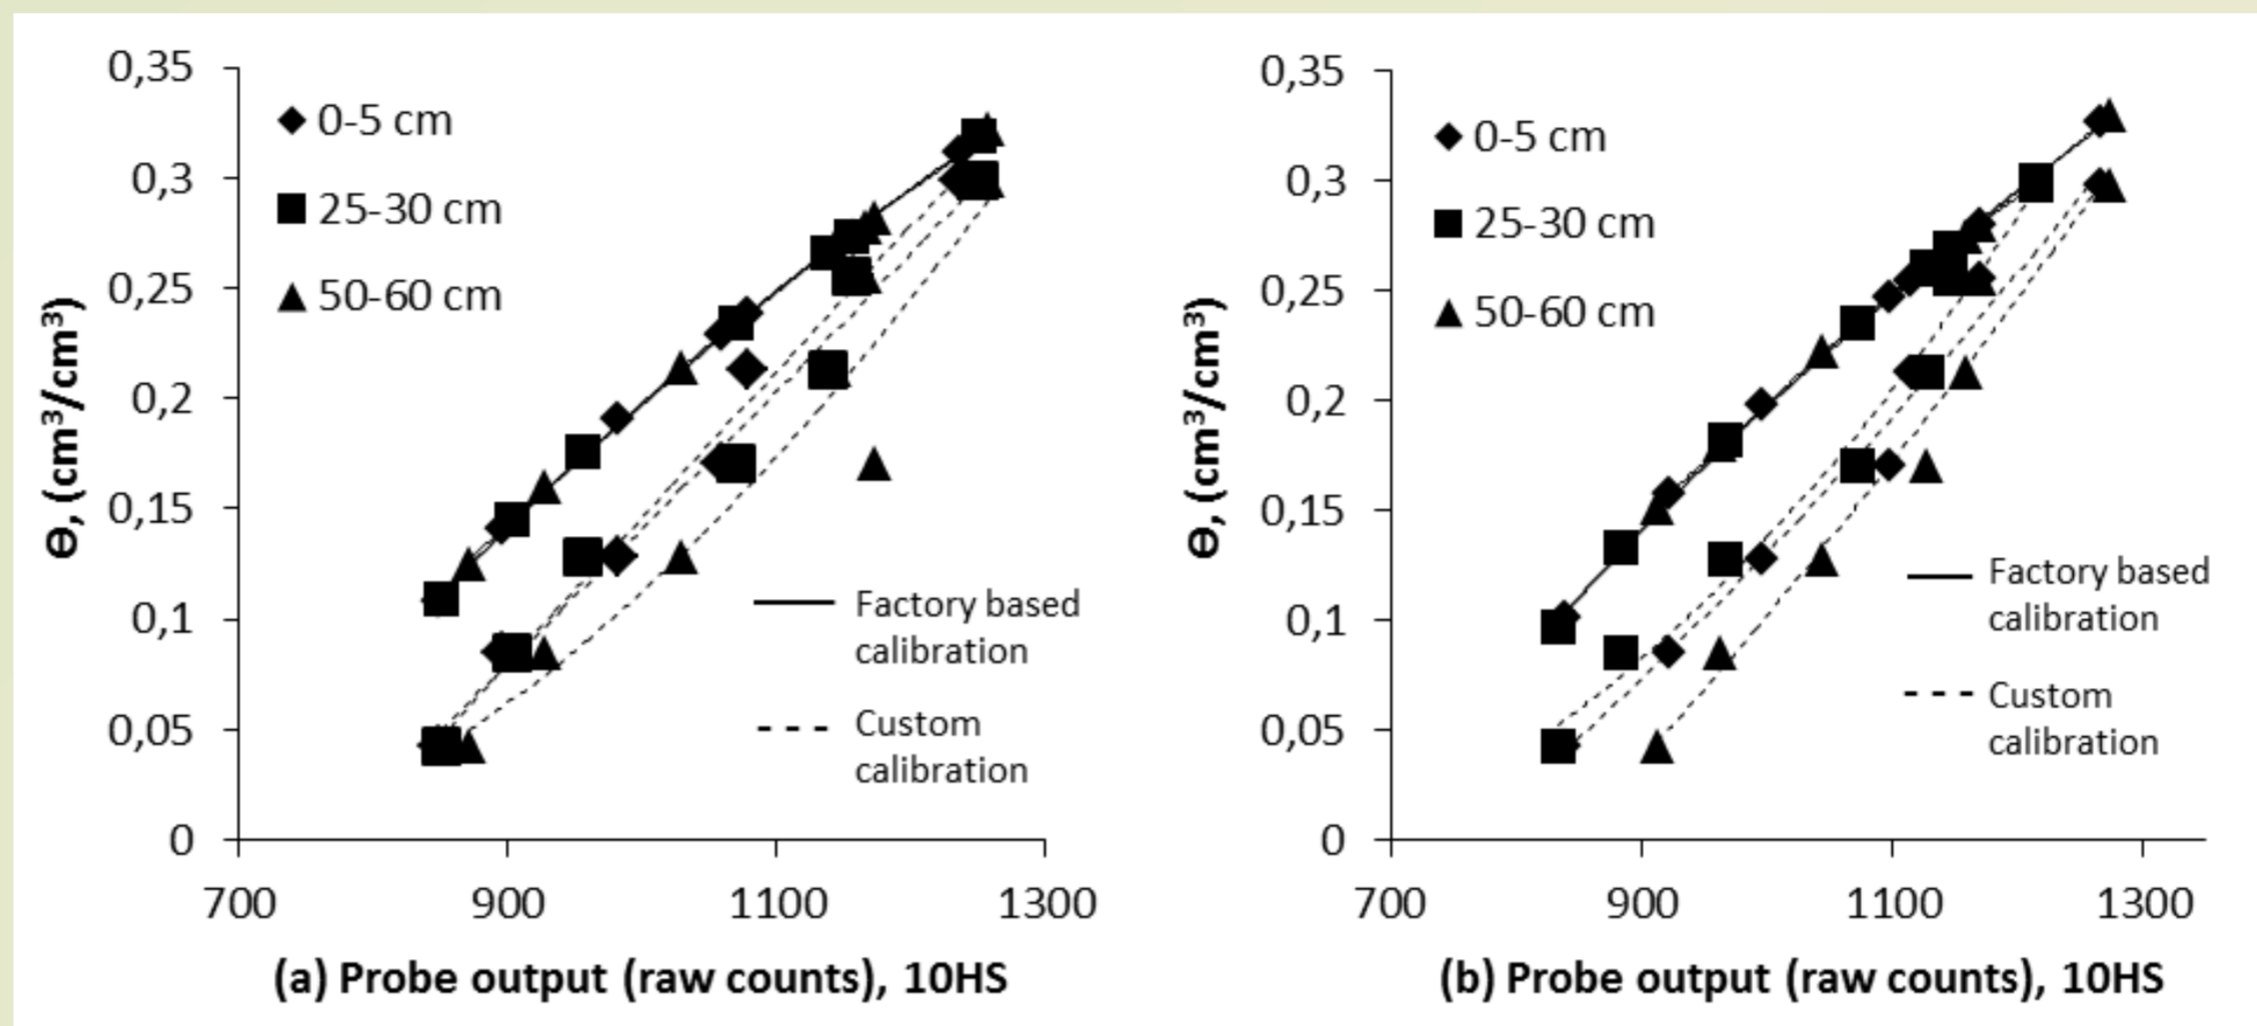 0,35
0,3
0,25
0,2
0,15
0,1
0,05
0
700 900 1100 1300
ϴ, (cm³/cm³)
0-5 cm
25-30 cm
50-60 cm
Factory based
calibration
Custom
calibration
(a) Probe output (raw counts), 10HS
0,35
0,3
0,25
0,2
0,15
0,1
0,05
0
700 900 1100 1300
ϴ, (cm³/cm³)
0-5 cm
25-30 cm
50-60 cm
Factory based
calibration
Custom
calibration
(b) Probe output (raw counts), 10HS